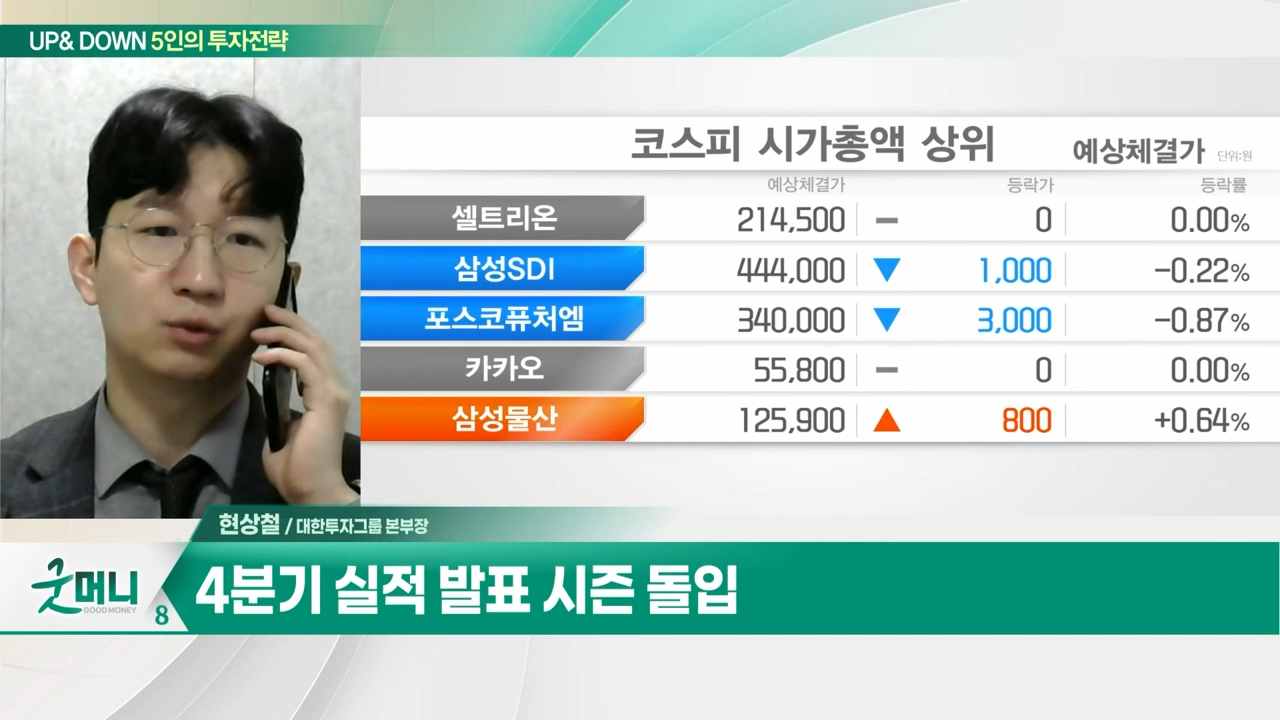 UP& DOWN 5인의 투자전략
코스피 시가총액 상위 예상체결가 단위:원
예상체결가 등락가 등락률
셀트리온 214,500 0 0.00%
삼성SDI 444,000 ▼ 1,000 -0.22%
포스코퓨처엠 340,000 ▼ 3,000 -0.87%
카카오 55,800 0 0.00%
삼성물산 125,900 ▲ 800 +0.64%
현상철 / 대한투자그룹 본부장
굿머니
GOOD MONEY
8
4분기 실적 발표 시즌 돌입